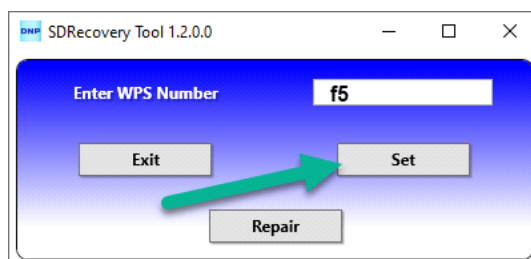 DNP SDRecovery Tool 1.2.0.0
Enter WPS Number f5
Exit Set
Repair